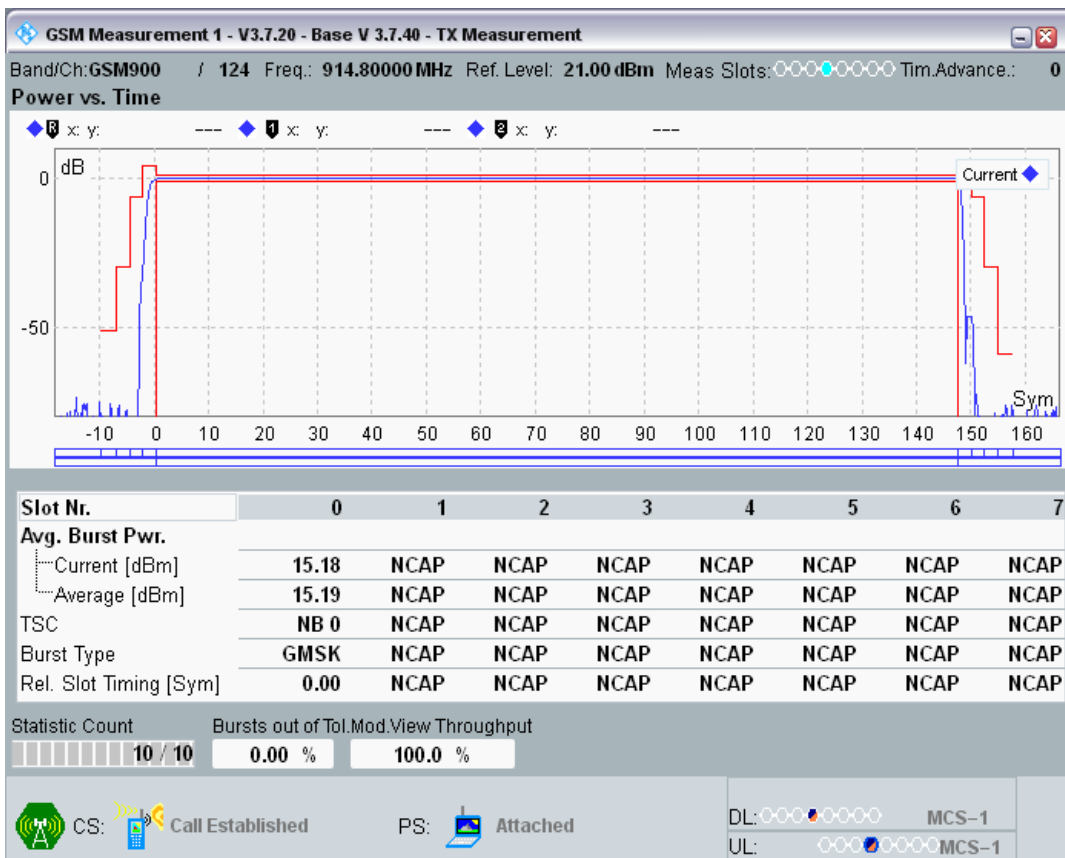 GSM Measurement 1 - V3.7.20 - Base V 3.7.40 - TX Measurement
Band/Ch:GSM900 / 124 Freq.: 914.80000 MHz Ref. Level: 21.00 dBm Meas Slots: Tim.Advance.: 0
Power vs. Time
R x: y: --- 1 x: y: --- 2 x: y: ---
dB
Current
0
-50
Sym
-10 0 10 20 30 40 50 60 70 80 90 100 110 120 130 140 150 160
Slot Nr. 0 1 2 3 4 5 6 7
Avg. Burst Pwr.
Current [dBm] 15.18 NCAP NCAP NCAP NCAP NCAP NCAP NCAP
Average [dBm] 15.19 NCAP NCAP NCAP NCAP NCAP NCAP NCAP
TSC NB 0 NCAP NCAP NCAP NCAP NCAP NCAP NCAP
Burst Type GMSK NCAP NCAP NCAP NCAP NCAP NCAP NCAP
Rel. Slot Timing [Sym] 0.00 NCAP NCAP NCAP NCAP NCAP NCAP NCAP
Statistic Count Bursts out of Tol. Mod.View Throughput
10 / 10 0.00 % 100.0 %
CS: Call Established PS: Attached
DL: MCS-1
UL: MCS-1